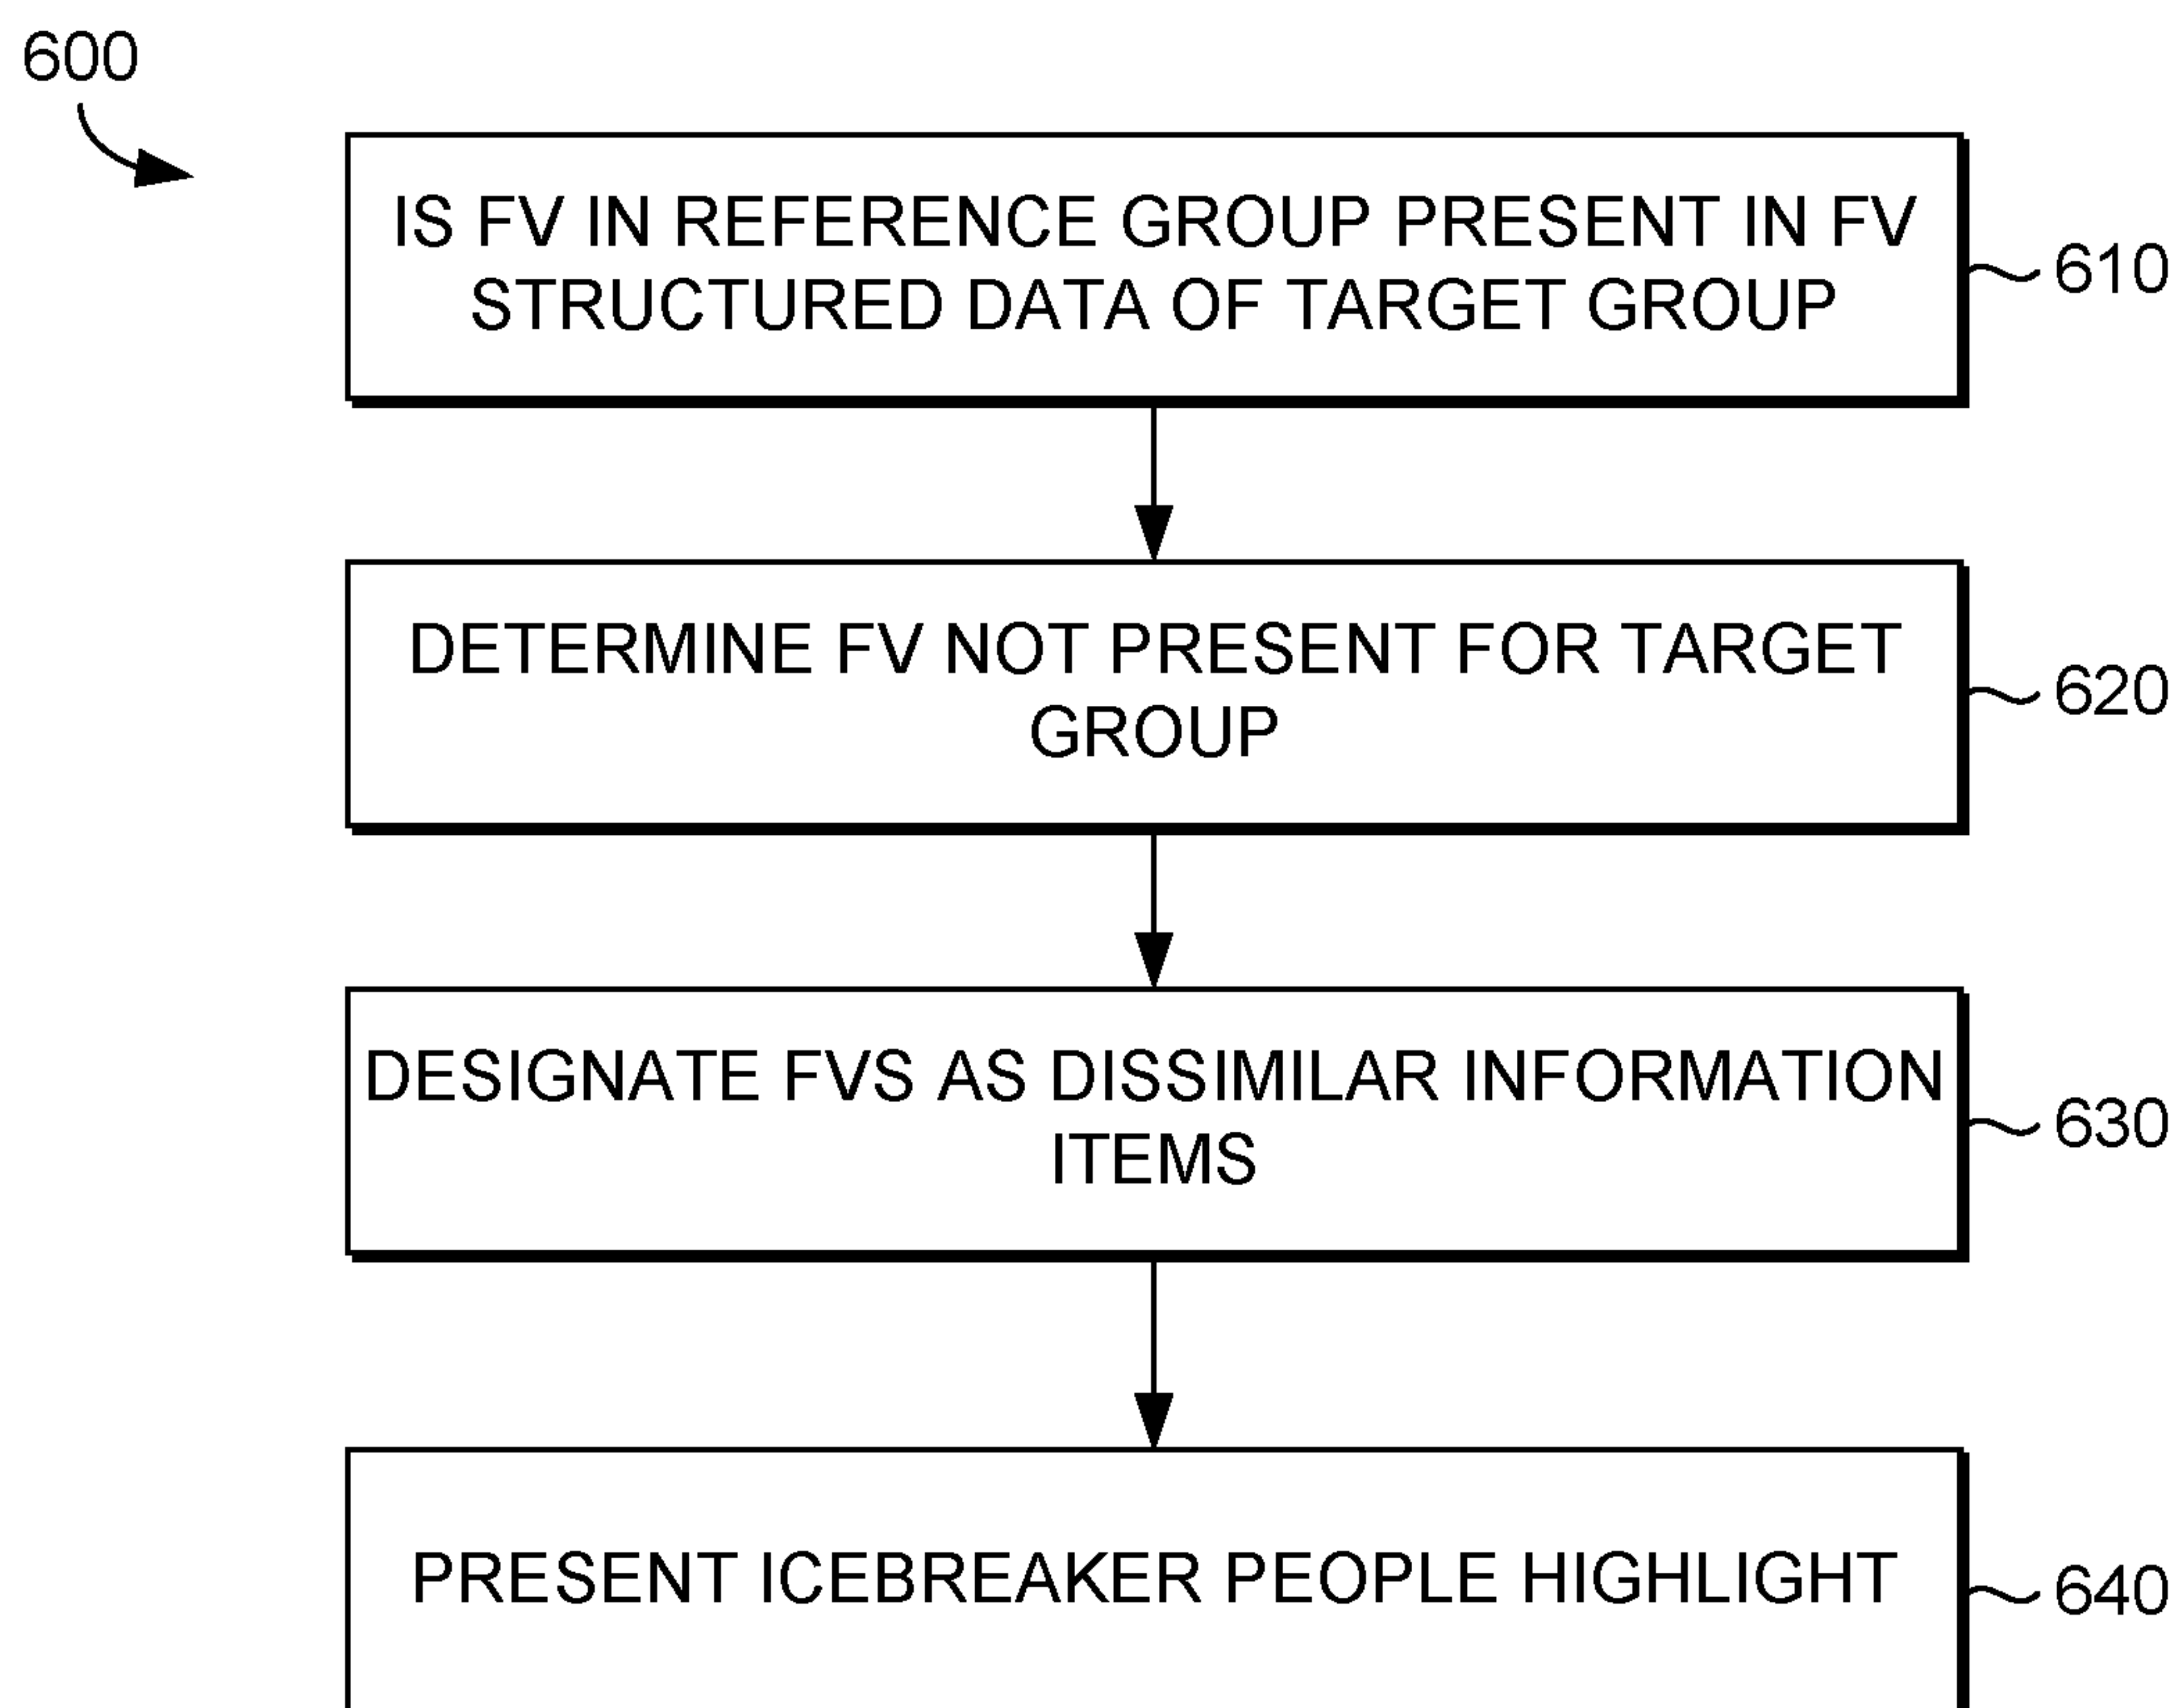 600
IS FV IN REFERENCE GROUP PRESENT IN FV
STRUCTURED DATA OF TARGET GROUP
610
DETERMINE FV NOT PRESENT FOR TARGET
GROUP
620
DESIGNATE FVS AS DISSIMILAR INFORMATION
ITEMS
630
PRESENT ICEBREAKER PEOPLE HIGHLIGHT
640